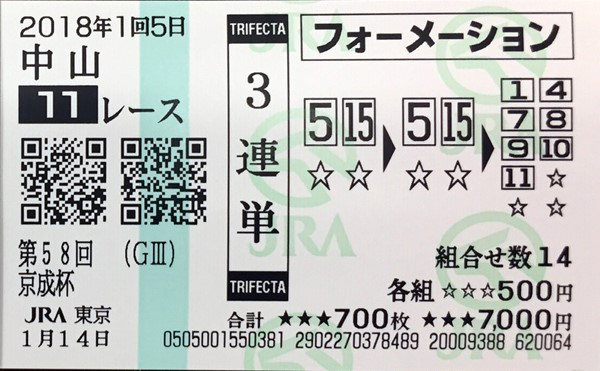 2018年1回5日
中山
11レース
第58回 (GⅢ)
京成杯
JRA 東京
1月14日
TRIFECTA
3連単
TRIFECTA
フォーメーション
5 15 ▶ 5 15 ▶ 1 4
7 8
9 10
11 ☆
☆ ☆ ☆ ☆ ☆ ☆
組合せ数14
各組 ☆☆☆500円
合計 ★★★700枚 ★★★7,000円
0505001550381 2902270378489 20009388 620064
JRA